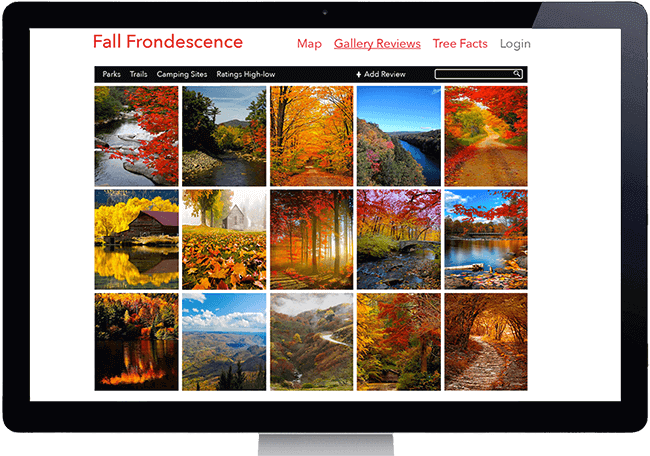 Fall Frondescence
Map Gallery Reviews Tree Facts Login
Parks Trails Camping Sites Ratings High-low + Add Review